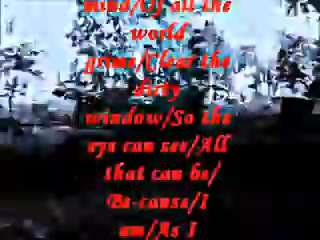 mind/Of all the
world
grime/Clear the
dirty
window/So the
eye can see/All
that can be/
Be-cause/I
am/As I